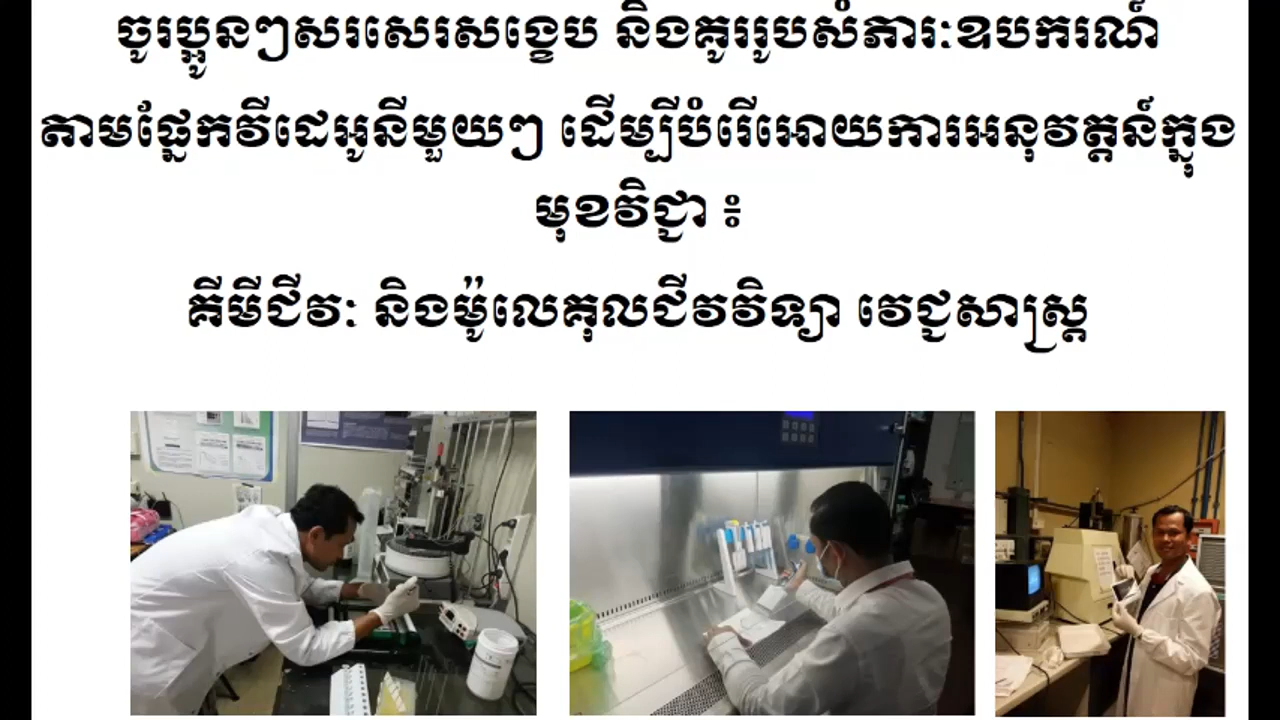 ចូរប្អូនៗសរសេរសង្ខេប និងគូររូបសំភារៈឧបករណ៍
តាមផ្នែកវីដេអូនីមួយៗ ដើម្បីបំរើអោយការអនុវត្តន៍ក្នុង
មុខវិជ្ជា ៖
គីមីជីវៈ និងម៉ូលេគុលជីវវិទ្យា វេជ្ជសាស្ត្រ